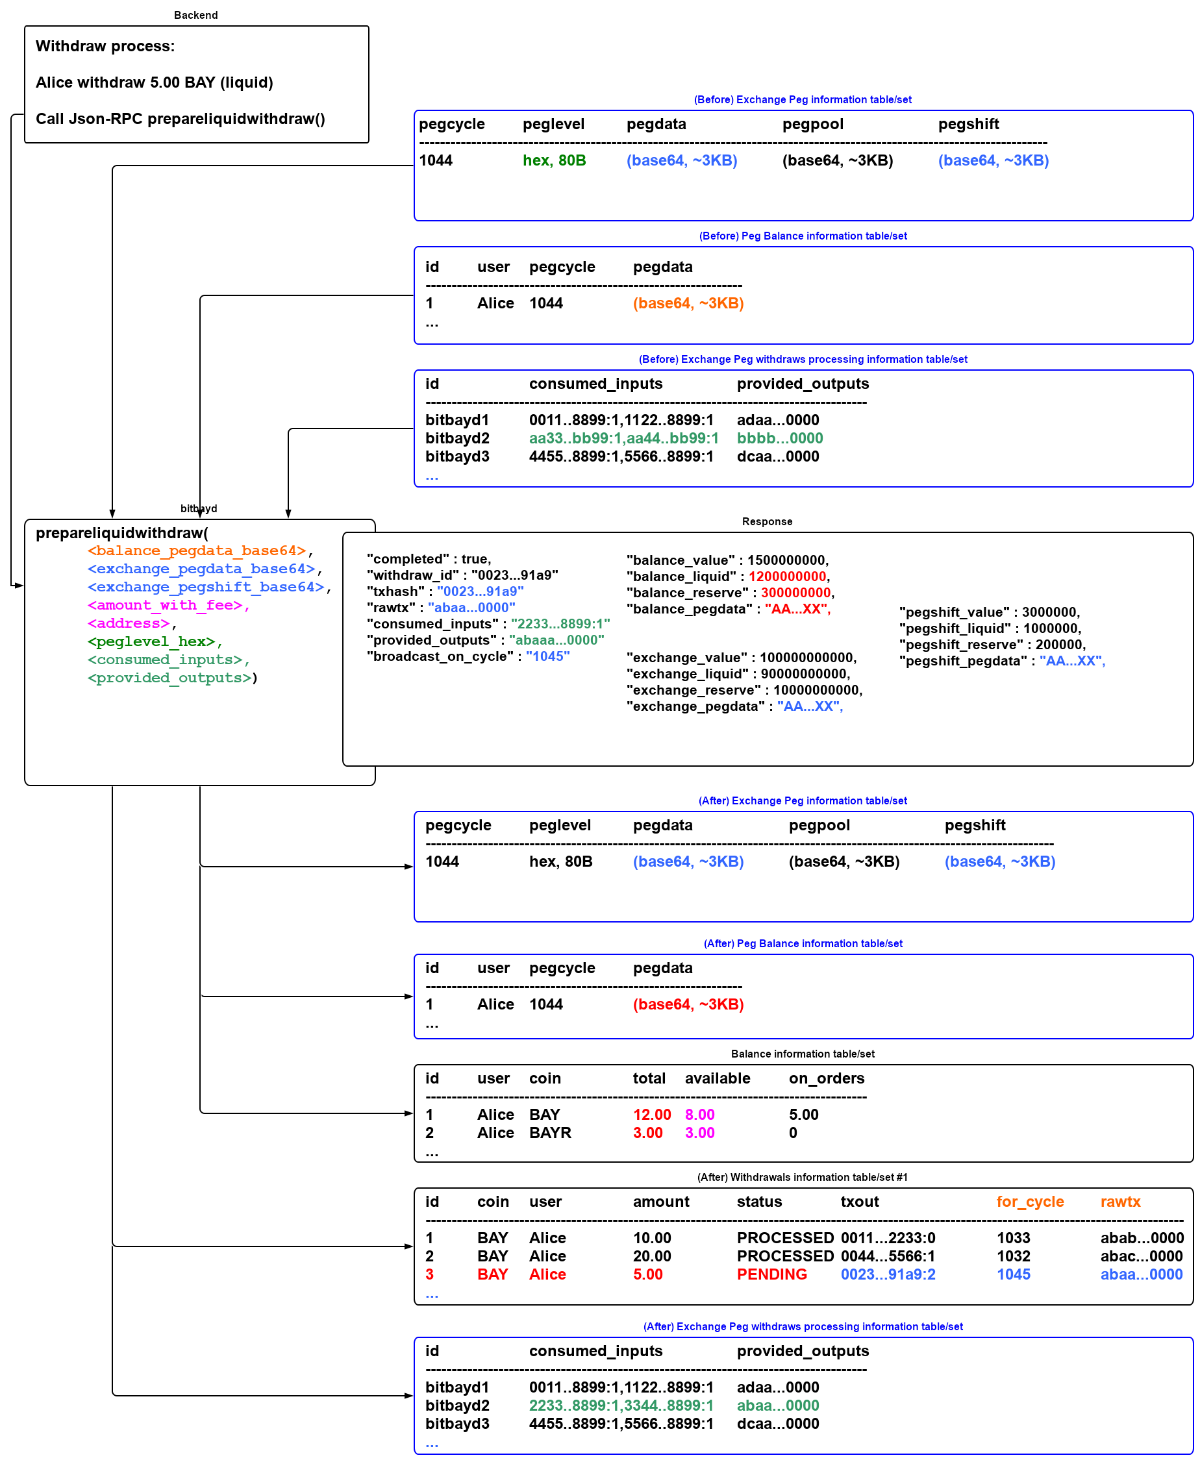 Backend
Withdraw process:
Alice withdraw 5.00 BAY (liquid)
Call Json-RPC prepareliquidwithdraw()
(Before) Exchange Peg information table/set
pegcycle peglevel pegdata pegpool pegshift
1044 hex, 80B (base64, ~3KB) (base64, ~3KB) (base64, ~3KB)
(Before) Peg Balance information table/set
id user pegcycle pegdata
1 Alice 1044 (base64, ~3KB)
...
(Before) Exchange Peg withdraws processing information table/set
id consumed_inputs provided_outputs
bitbayd1 0011..8899:1,1122..8899:1 adaa...0000
bitbayd2 aa33..bb99:1,aa44..bb99:1 bbbb...0000
bitbayd3 4455..8899:1,5566..8899:1 dcaa...0000
...
bitbayd
prepareliquidwithdraw(
<balance_pegdata_base64>,
<exchange_pegdata_base64>,
<exchange_pegshift_base64>,
<amount_with_fee>,
<address>,
<peglevel_hex>,
<consumed_inputs>,
<provided_outputs>)
Response
"completed" : true,
"withdraw_id" : "0023...91a9"
"txhash" : "0023...91a9"
"rawtx" : "abaa...0000"
"consumed_inputs" : "2233...8899:1"
"provided_outputs" : "abaaa...0000"
"broadcast_on_cycle" : "1045"
"balance_value" : 1500000000,
"balance_liquid" : 1200000000,
"balance_reserve" : 300000000,
"balance_pegdata" : "AA...XX",
"exchange_value" : 100000000000,
"exchange_liquid" : 90000000000,
"exchange_reserve" : 10000000000,
"exchange_pegdata" : "AA...XX",
"pegshift_value" : 3000000,
"pegshift_liquid" : 1000000,
"pegshift_reserve" : 200000,
"pegshift_pegdata" : "AA...XX",
(After) Exchange Peg information table/set
pegcycle peglevel pegdata pegpool pegshift
1044 hex, 80B (base64, ~3KB) (base64, ~3KB) (base64, ~3KB)
(After) Peg Balance information table/set
id user pegcycle pegdata
1 Alice 1044 (base64, ~3KB)
...
Balance information table/set
id user coin total available on_orders
1 Alice BAY 12.00 8.00 5.00
2 Alice BAYR 3.00 3.00 0
...
(After) Withdrawals information table/set #1
id coin user amount status txout for_cycle rawtx
1 BAY Alice 10.00 PROCESSED 0011...2233:0 1033 abab...0000
2 BAY Alice 20.00 PROCESSED 0044...5566:1 1032 abac...0000
3 BAY Alice 5.00 PENDING 0023...91a9:2 1045 abaa...0000
...
(After) Exchange Peg withdraws processing information table/set
id consumed_inputs provided_outputs
bitbayd1 0011..8899:1,1122..8899:1 adaa...0000
bitbayd2 2233..8899:1,3344..8899:1 abaa...0000
bitbayd3 4455..8899:1,5566..8899:1 dcaa...0000
...